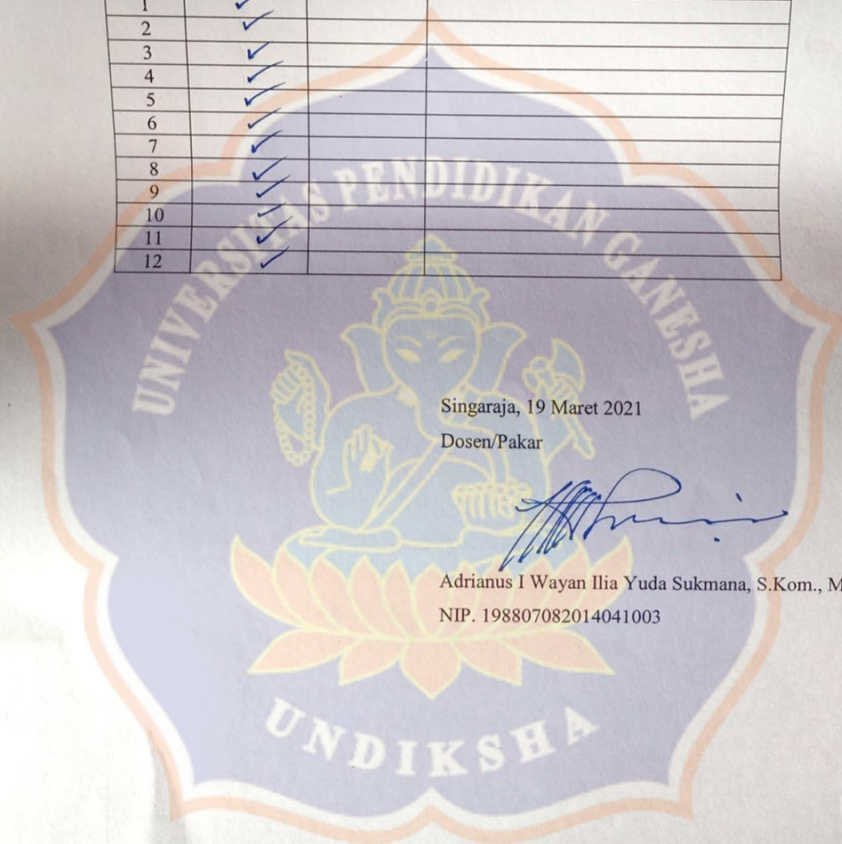 1 ✓
2 ✓
3 ✓
4 ✓
5 ✓
6 ✓
7 ✓
8 ✓
9 ✓
10 ✓
11 ✓
12 ✓
UNIVERSITAS PENDIDIKAN GANESHA
Singaraja, 19 Maret 2021
Dosen/Pakar
Adrianus I Wayan Ilia Yuda Sukmana, S.Kom., M
NIP. 198807082014041003
UNDIKSHA